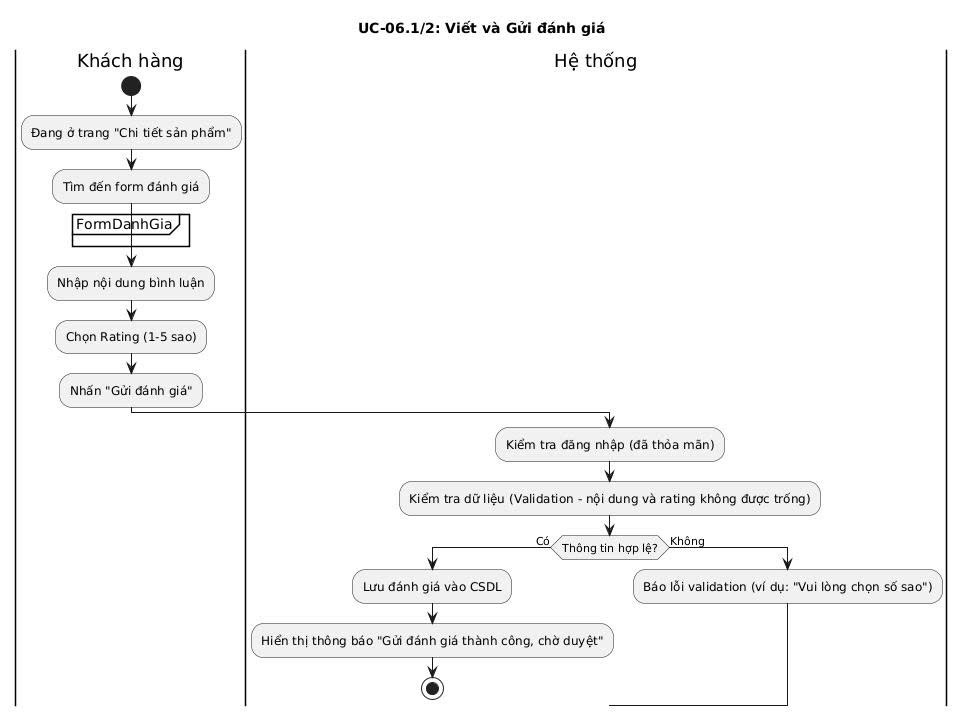 UC-06.1/2: Viết và Gửi đánh giá
Khách hàng
Hệ thống
Đang ở trang "Chi tiết sản phẩm"
Tìm đến form đánh giá
FormDanhGia
Nhập nội dung bình luận
Chọn Rating (1-5 sao)
Nhấn "Gửi đánh giá"
Kiểm tra đăng nhập (đã thỏa mãn)
Kiểm tra dữ liệu (Validation - nội dung và rating không được trống)
Có
Thông tin hợp lệ?
Không
Lưu đánh giá vào CSDL
Báo lỗi validation (ví dụ: "Vui lòng chọn số sao")
Hiển thị thông báo "Gửi đánh giá thành công, chờ duyệt"